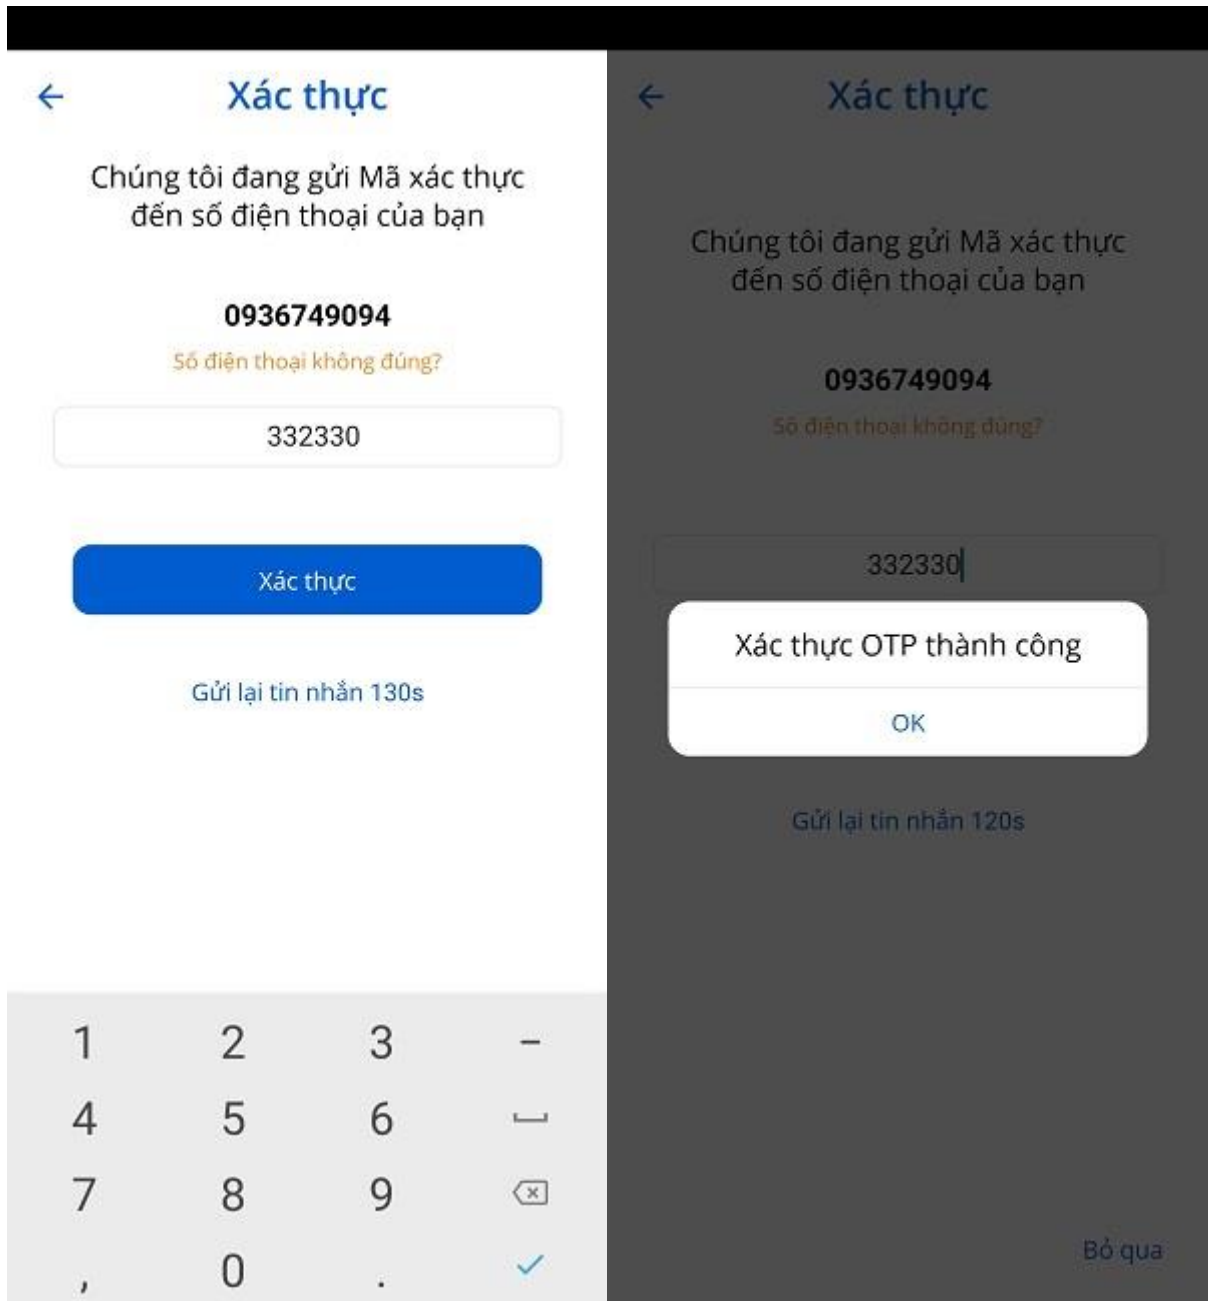 Xác thực
Chúng tôi đang gửi Mã xác thực
đến số điện thoại của bạn
0936749094
Số điện thoại không đúng?
332330
Xác thực
Gửi lại tin nhắn 130s
1 2 3 –
4 5 6
7 8 9
, 0 .
Xác thực
Chúng tôi đang gửi Mã xác thực
đến số điện thoại của bạn
0936749094
Số điện thoại không đúng?
332330
Xác thực OTP thành công
OK
Gửi lại tin nhắn 120s
Bỏ qua